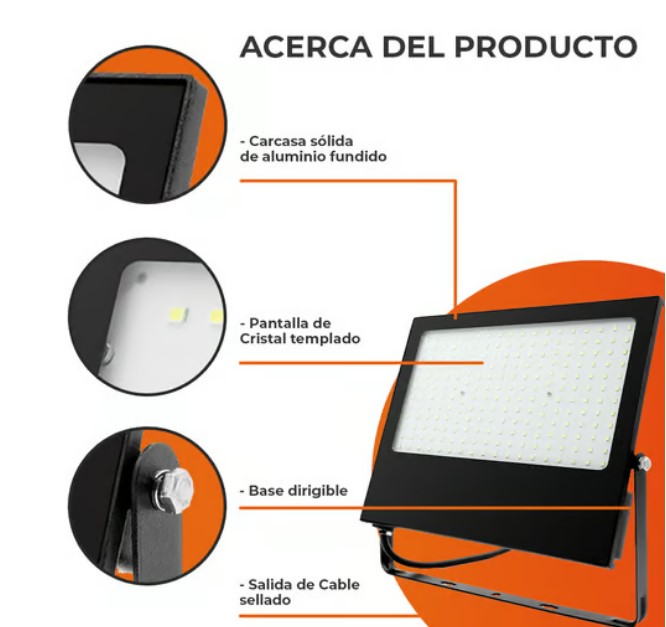 ACERCA DEL PRODUCTO
- Carcasa sólida
de aluminio fundido
- Pantalla de
Cristal templado
- Base dirigible
- Salida de Cable
sellado